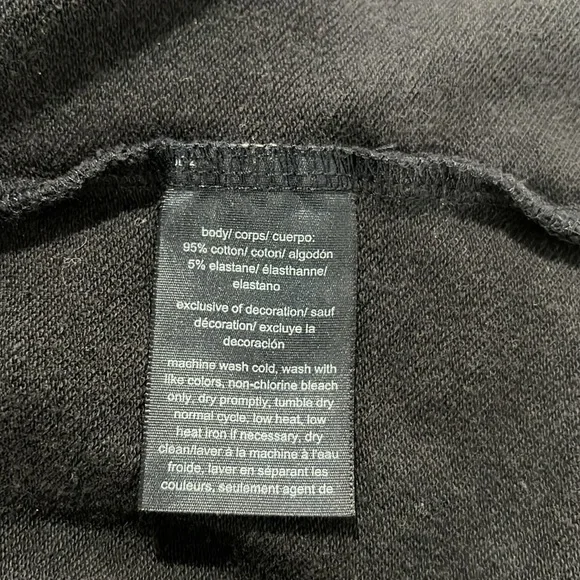 body/ corps/ cuerpo:
95% cotton/ coton/ algodón
5% elastane/ élasthanne/
elastano
exclusive of decoration/ sauf
décoration/ excluye la
decoración
machine wash cold, wash with
like colors, non-chlorine bleach
only, dry promptly, tumble dry
normal cycle, low heat, low
heat iron if necessary, dry
clean/laver à la machine à l'eau
froide, laver en séparant les
couleurs, seulement agent de